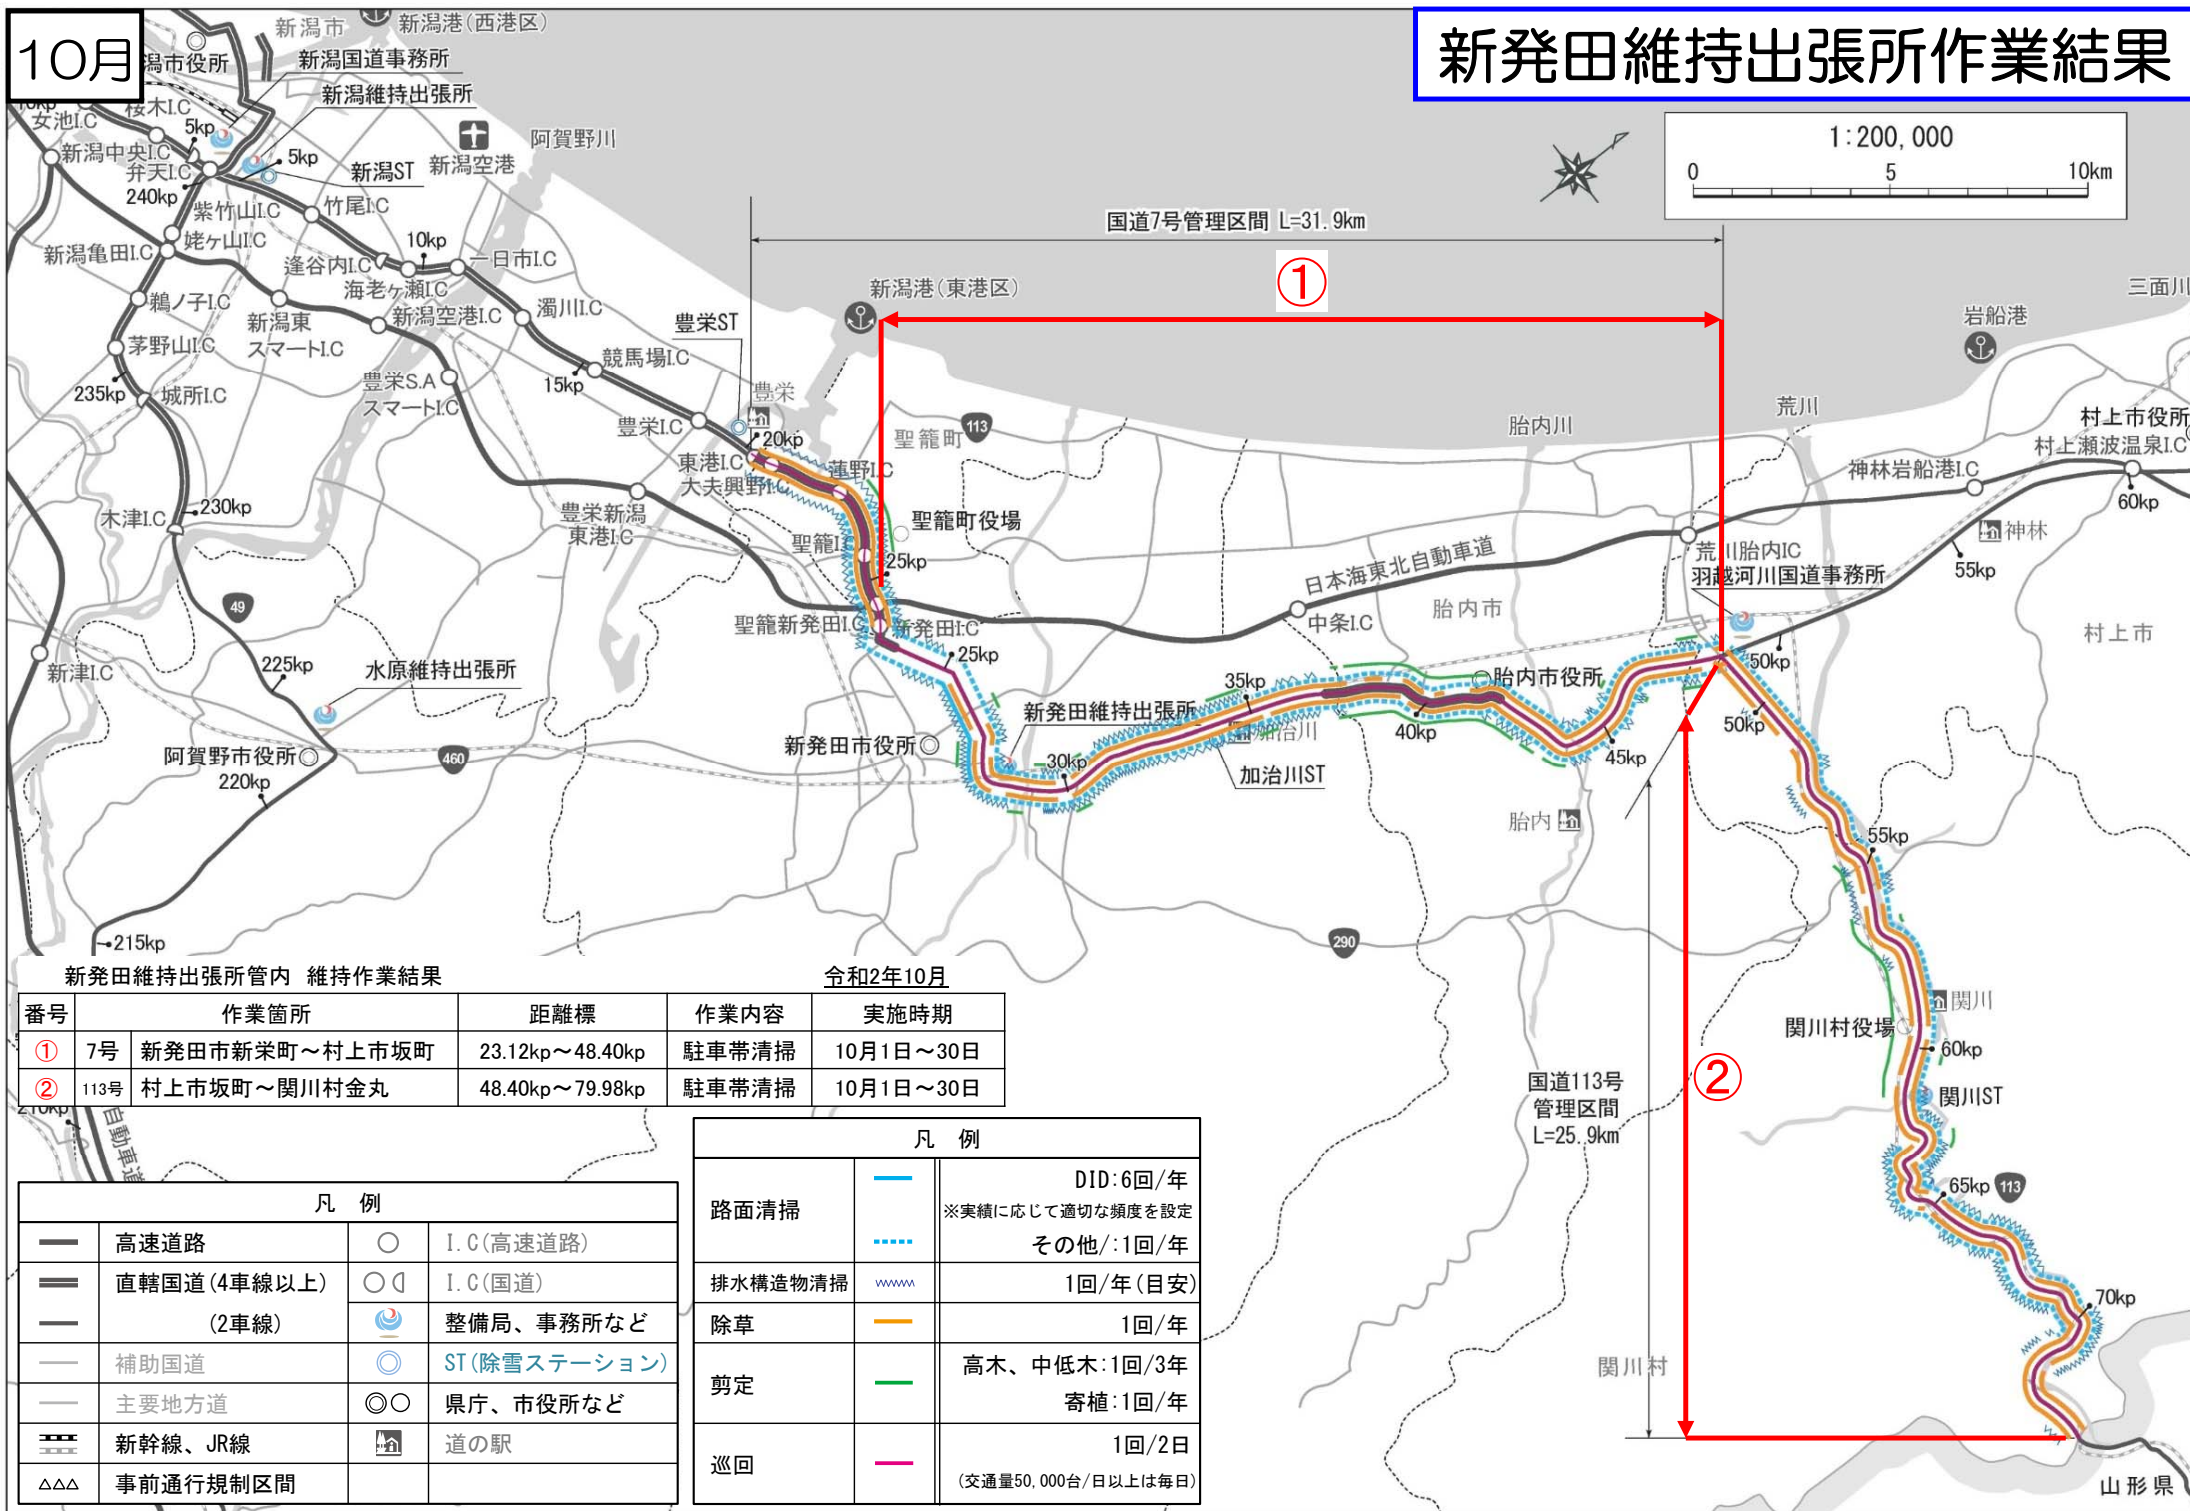 10月
新発田維持出張所作業結果
新潟市
新潟港(西港区)
潟市役所
新潟国道事務所
新潟維持出張所
桜木I.C
女池I.C
5kp
新潟中央I.C
弁天I.C
240kp
5kp
新潟ST
新潟空港
阿賀野川
紫竹山I.C
竹尾I.C
姥ヶ山I.C
新潟亀田I.C
10kp
逢谷内I.C
一日市I.C
海老ヶ瀬I.C
鵜ノ子I.C
新潟東
スマートI.C
新潟空港I.C
濁川I.C
茅野山I.C
235kp
城所I.C
豊栄S.A
スマートI.C
15kp
競馬場I.C
豊栄ST
豊栄
豊栄I.C
20kp
東港I.C
大夫興野I.C
蓮野I.C
1:200,000
0 5 10km
国道7号管理区間 L=31.9km
①
新潟港(東港区)
聖籠町
113
胎内川
荒川
岩船港
三面川
村上市役所
村上瀬波温泉I.C
神林岩船港I.C
60kp
神林
55kp
木津I.C
230kp
豊栄新潟
東港I.C
聖籠I.
聖籠町役場
25kp
日本海東北自動車道
荒川胎内IC
羽越河川国道事務所
49
聖籠新発田I.C
新発田I.C
中条I.C
胎内市
村上市
新津I.C
225kp
水原維持出張所
25kp
35kp
胎内市役所
50kp
新発田維持出張所
加治川
40kp
50kp
新発田市役所
阿賀野市役所
460
30kp
45kp
220kp
加治川ST
胎内
55kp
215kp
290
関川
関川村役場
60kp
国道113号
管理区間
L=25.9km
②
関川ST
65kp
113
70kp
関川村
山形県
210kp
自動車道
新発田維持出張所管内 維持作業結果 令和2年10月
番号 作業箇所 距離標 作業内容 実施時期
① 7号 新発田市新栄町～村上市坂町 23.12kp～48.40kp 駐車帯清掃 10月1日～30日
② 113号 村上市坂町～関川村金丸 48.40kp～79.98kp 駐車帯清掃 10月1日～30日
凡 例
高速道路 I.C(高速道路)
直轄国道(4車線以上) I.C(国道)
(2車線) 整備局、事務所など
補助国道 ST(除雪ステーション)
主要地方道 県庁、市役所など
新幹線、JR線 道の駅
事前通行規制区間
凡 例
路面清掃 DID:6回/年
※実績に応じて適切な頻度を設定
その他/:1回/年
排水構造物清掃 1回/年(目安)
除草 1回/年
剪定 高木、中低木:1回/3年
寄植:1回/年
巡回 1回/2日
(交通量50,000台/日以上は毎日)